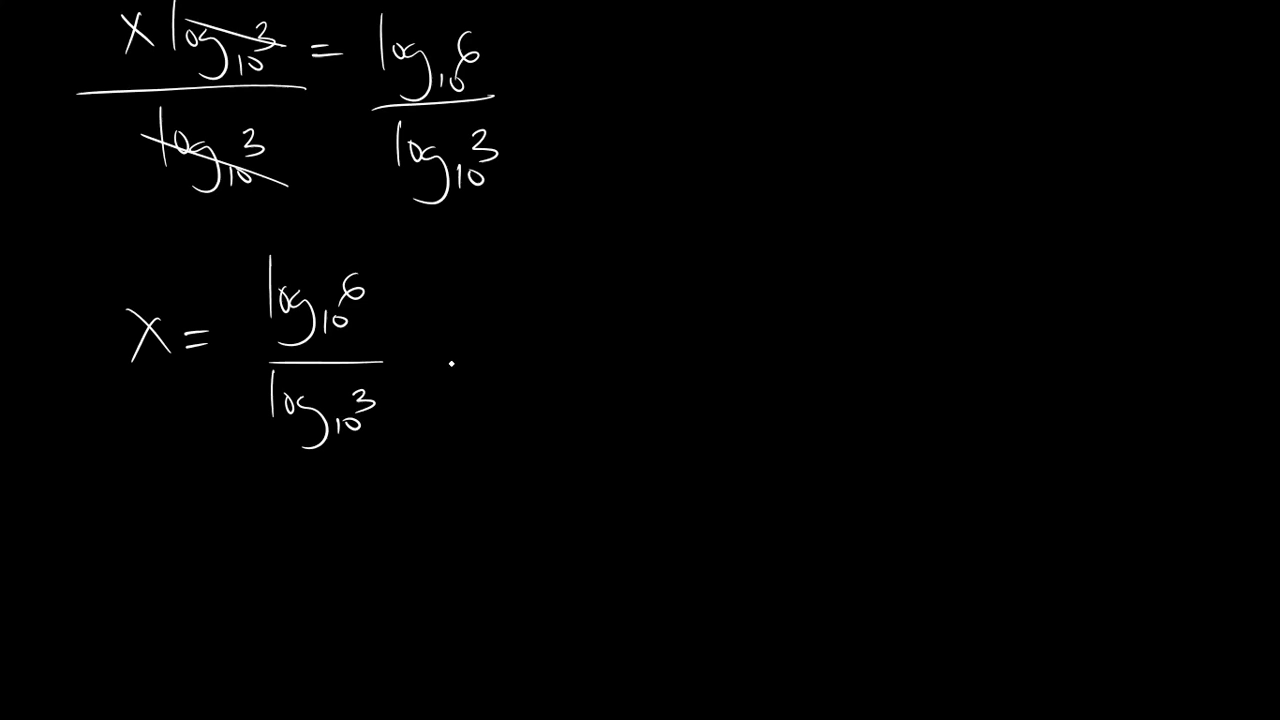 x log₁₀3 / log₁₀3 = log₁₀6 / log₁₀3
x = log₁₀6 / log₁₀3 .